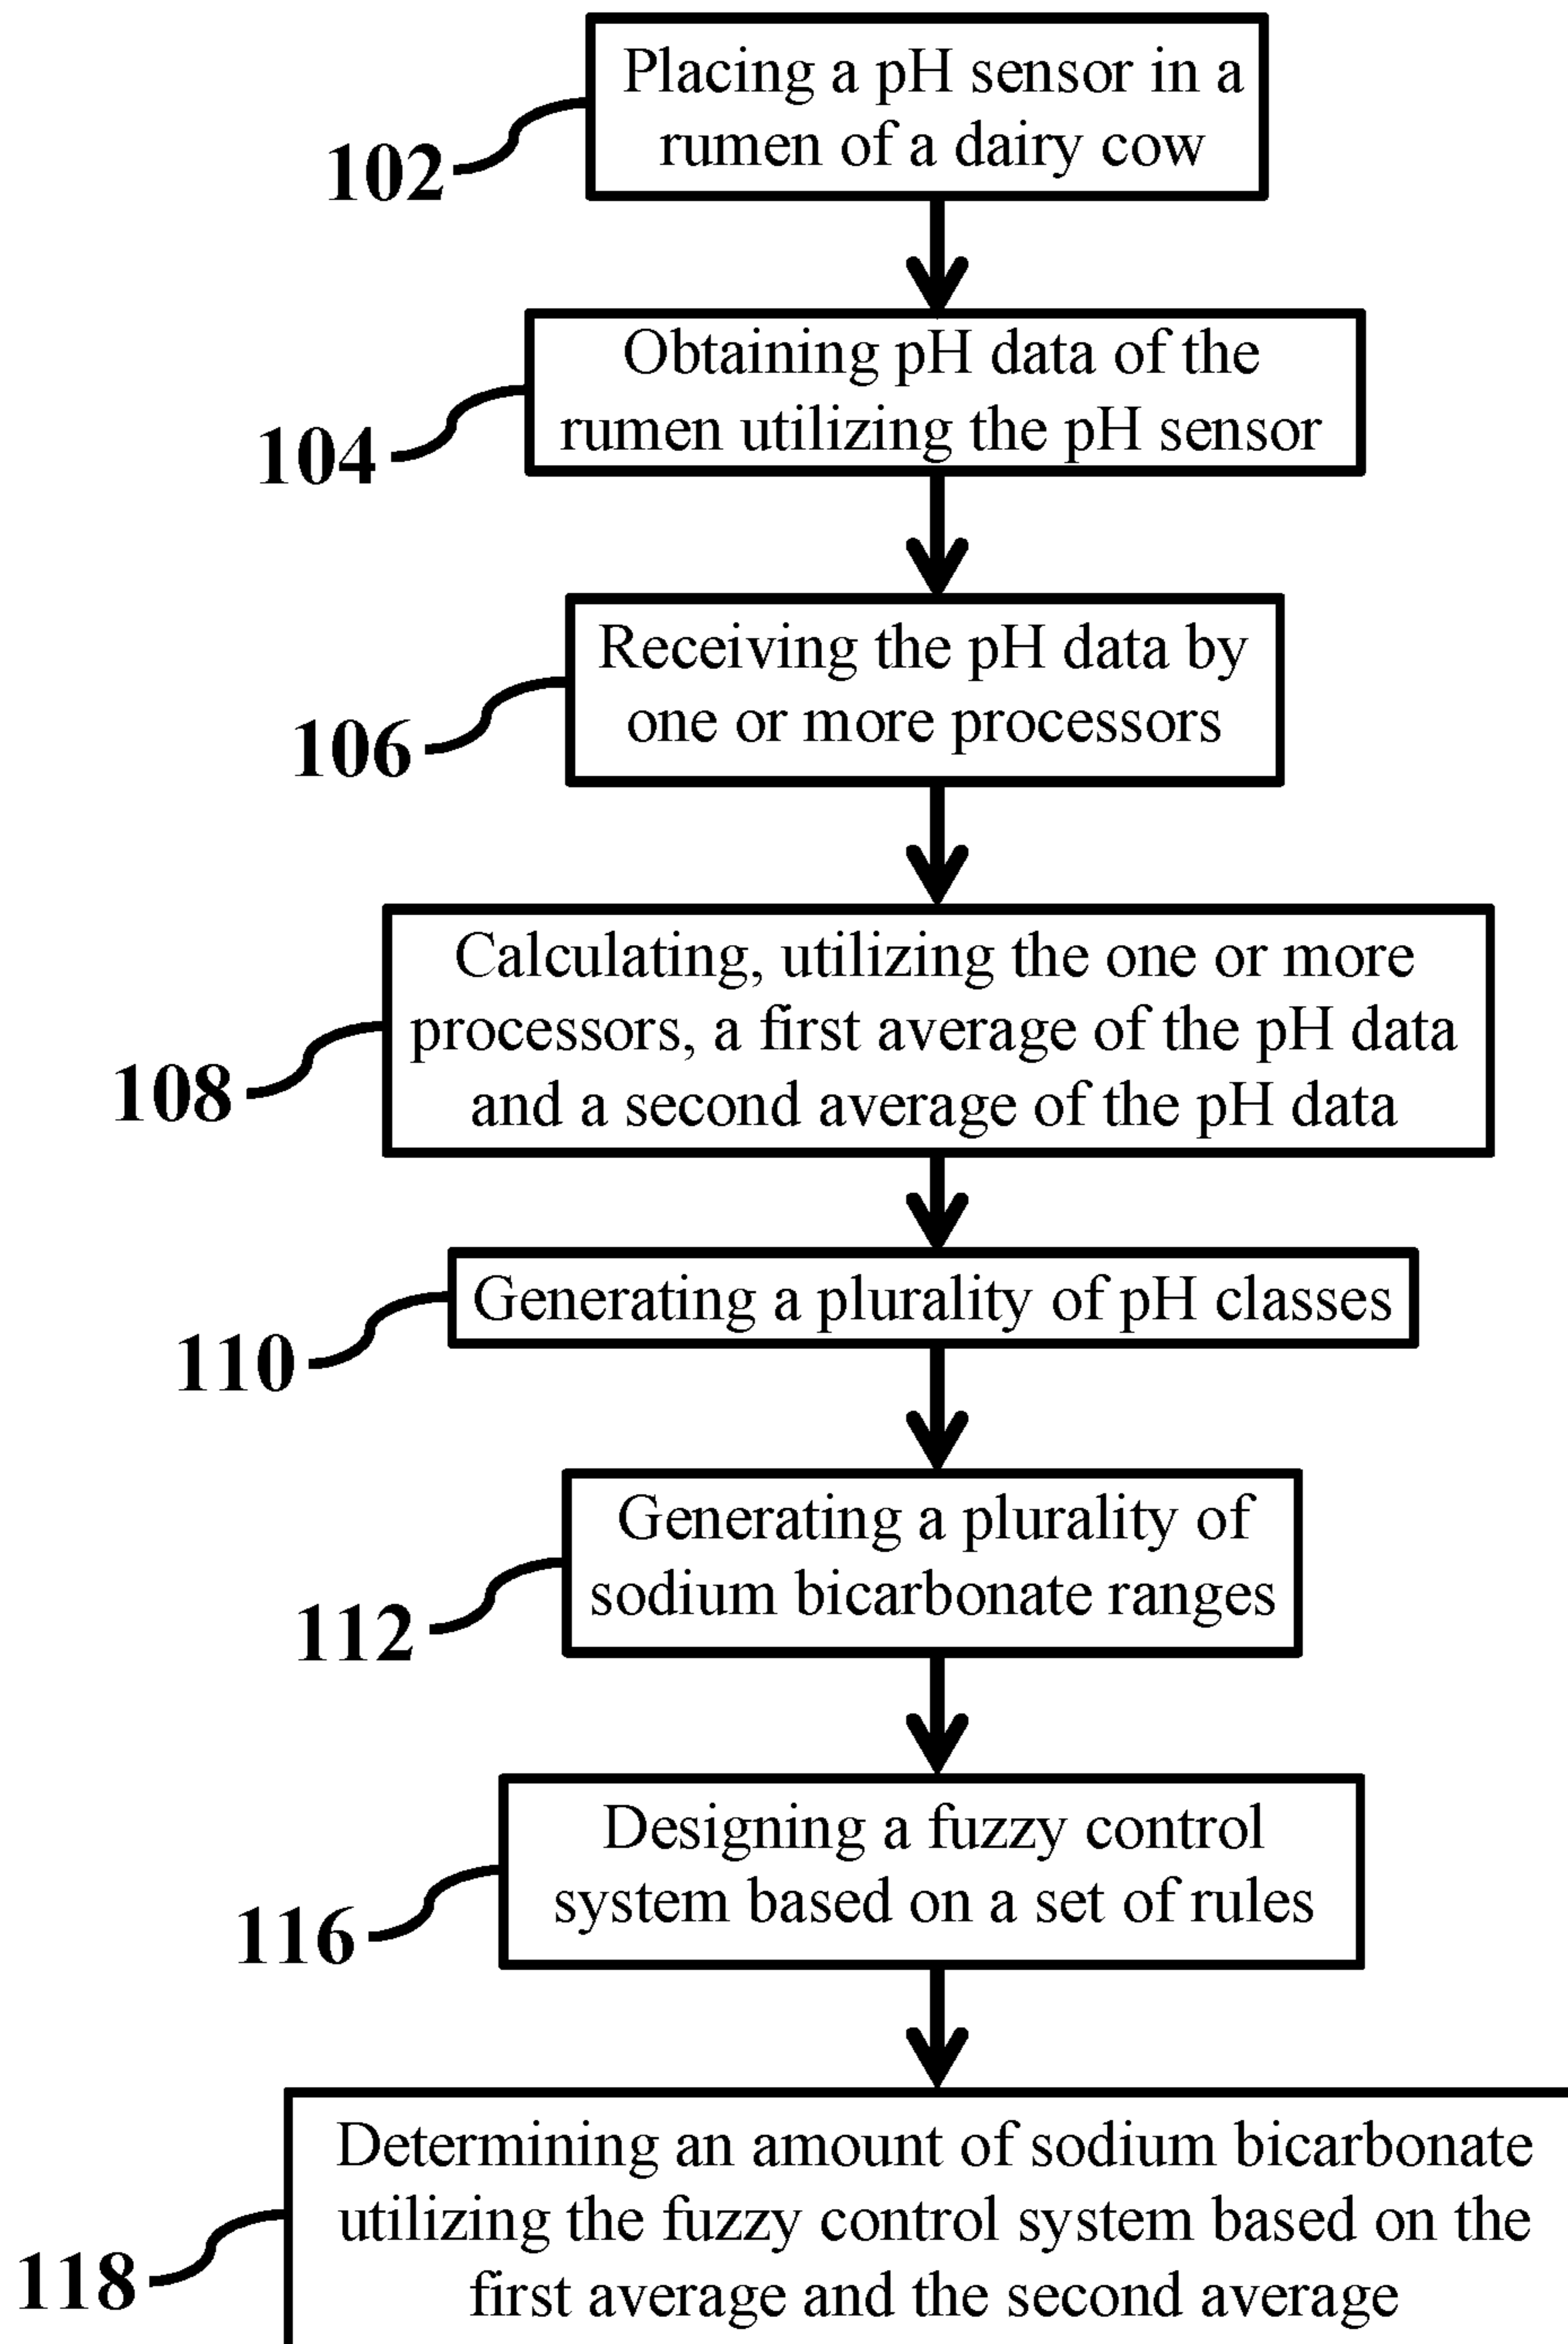 Placing a pH sensor in a
rumen of a dairy cow
102
Obtaining pH data of the
rumen utilizing the pH sensor
104
Receiving the pH data by
one or more processors
106
Calculating, utilizing the one or more
processors, a first average of the pH data
and a second average of the pH data
108
Generating a plurality of pH classes
110
Generating a plurality of
sodium bicarbonate ranges
112
Designing a fuzzy control
system based on a set of rules
116
Determining an amount of sodium bicarbonate
utilizing the fuzzy control system based on the
first average and the second average
118